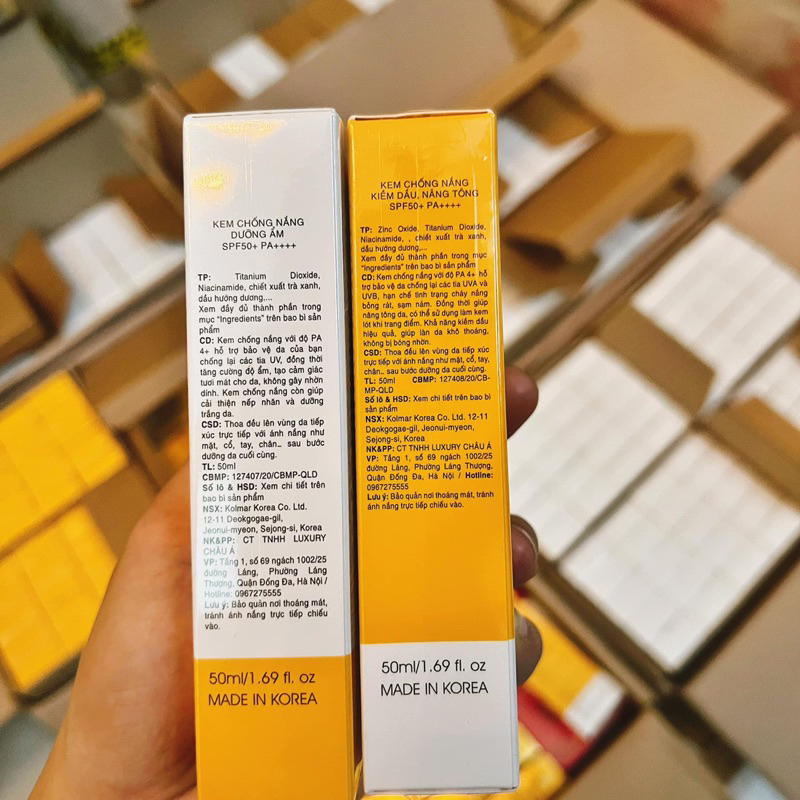 KEM CHỐNG NẮNG
DƯỠNG ẨM
SPF50+ PA++++
TP: Titanium Dioxide,
Niacinamide, chiết xuất trà xanh,
dầu hướng dương,...
Xem đầy đủ thành phần trong
mục "Ingredients" trên bao bì sản
phẩm
CD: Kem chống nắng với độ PA
4+ hỗ trợ bảo vệ da của bạn
chống lại các tia UV, đồng thời
tăng cường độ ẩm, tạo cảm giác
tươi mát cho da, không gây nhờn
dính. Kem chống nắng còn giúp
cải thiện nếp nhăn và dưỡng
trắng da.
CSD: Thoa đều lên vùng da tiếp
xúc trực tiếp với ánh nắng như
mặt, cổ, tay, chân... sau bước
dưỡng da cuối cùng.
TL: 50ml
CBMP: 127407/20/CBMP-QLD
Số lô & HSD: Xem chi tiết trên
bao bì sản phẩm
NSX: Kolmar Korea Co. Ltd.
12-11 Deokgogae-gil,
Jeonui-myeon, Sejong-si, Korea
NK&PP: CT TNHH LUXURY
CHÂU Á
VP: Tầng 1, số 69 ngách 1002/25
đường Láng, Phường Láng
Thượng, Quận Đống Đa, Hà Nội /
Hotline: 0967275555
Lưu ý: Bảo quản nơi thoáng mát,
tránh ánh nắng trực tiếp chiếu
vào.
50ml/1.69 fl. oz
MADE IN KOREA
KEM CHỐNG NẮNG
KIỀM DẦU, NÂNG TÔNG
SPF50+ PA++++
TP: Zinc Oxide, Titanium Dioxide,
Niacinamide, , chiết xuất trà xanh,
dầu hướng dương,...
Xem đầy đủ thành phần trong mục
"Ingredients" trên bao bì sản phẩm
CD: Kem chống nắng với độ PA 4+ hỗ
trợ bảo vệ da chống lại các tia UVA và
UVB, hạn chế tình trạng cháy nắng
bỏng rát, sạm nám. Đồng thời giúp
nâng tông da, có thể sử dụng làm kem
lót khi trang điểm. Khả năng kiềm dầu
hiệu quả, giúp làn da khô thoáng,
không bị bóng nhờn.
CSD: Thoa đều lên vùng da tiếp xúc
trực tiếp với ánh nắng như mặt, cổ, tay,
chân... sau bước dưỡng da cuối cùng.
TL: 50ml CBMP: 127408/20/CB-
MP-QLD
Số lô & HSD: Xem chi tiết trên bao bì
sản phẩm
NSX: Kolmar Korea Co. Ltd. 12-11
Deokgogae-gil, Jeonui-myeon,
Sejong-si, Korea
NK&PP: CT TNHH LUXURY CHÂU Á
VP: Tầng 1, số 69 ngách 1002/25
đường Láng, Phường Láng Thượng,
Quận Đống Đa, Hà Nội / Hotline:
0967275555
Lưu ý: Bảo quản nơi thoáng mát, tránh
ánh nắng trực tiếp chiếu vào.
50ml/1.69 fl. oz
MADE IN KOREA